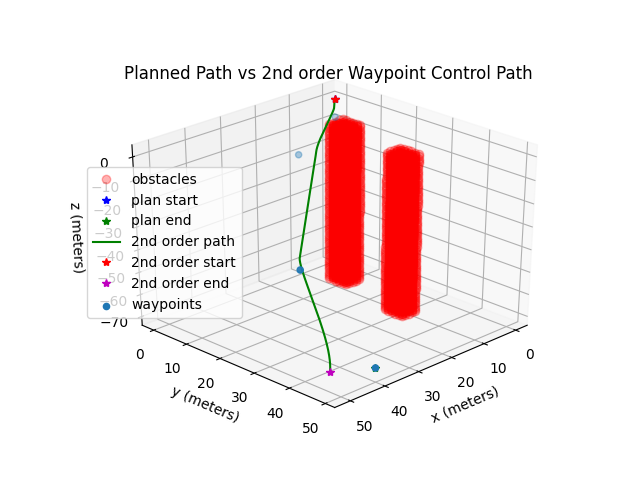 Planned Path vs 2nd order Waypoint Control Path
obstacles
plan start
plan end
2nd order path
2nd order start
2nd order end
waypoints
z (meters)
0
−10
−20
−30
−40
−50
−60
−70
y (meters)
0
10
20
30
40
50
x (meters)
50
40
30
20
10
0